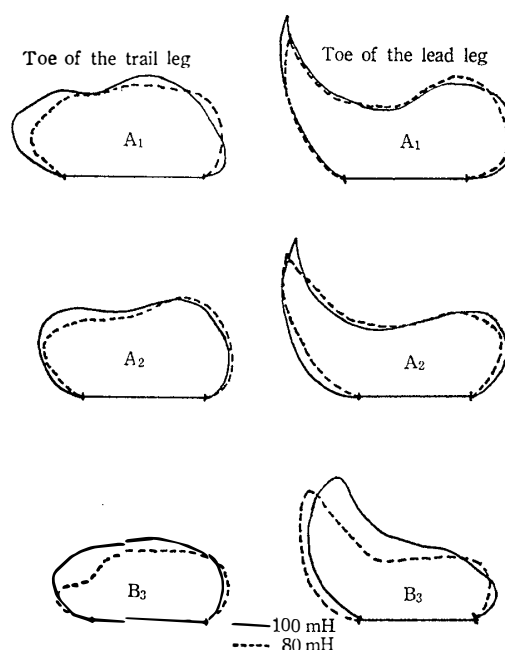 Toe of the trail leg
Toe of the lead leg
A1
A1
A2
A2
B3
B3
100 mH
80 mH